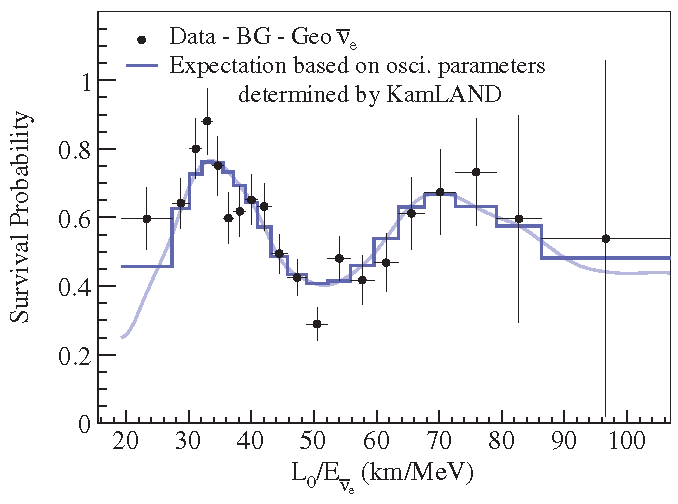 Data - BG - Geo ν̅e
Expectation based on osci. parameters
determined by KamLAND
Survival Probability
1
0.8
0.6
0.4
0.2
0
20 30 40 50 60 70 80 90 100
L0/Eν̅e (km/MeV)